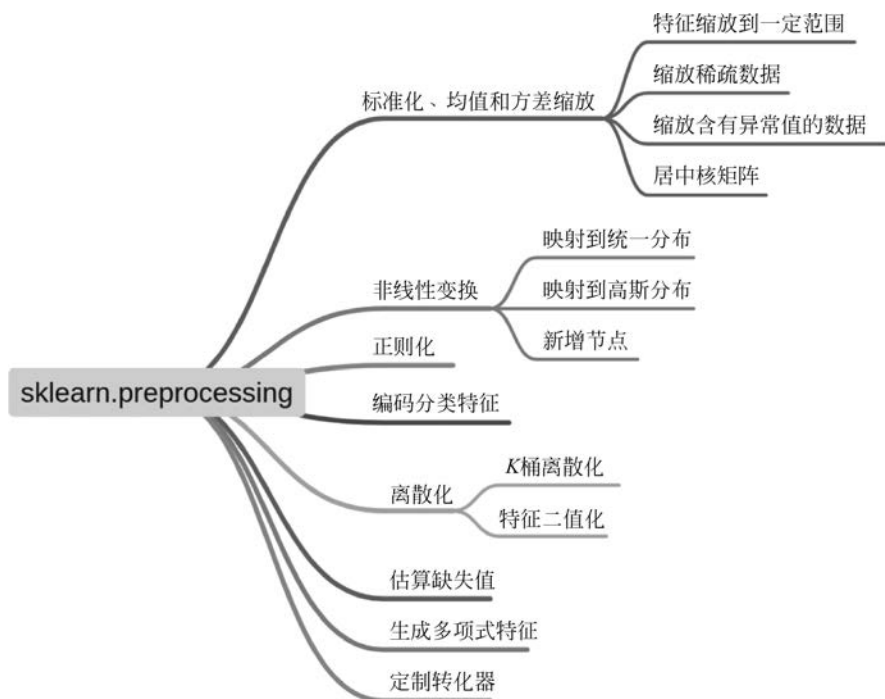 特征缩放到一定范围
缩放稀疏数据
标准化、均值和方差缩放
缩放含有异常值的数据
居中核矩阵
映射到统一分布
非线性变换
映射到高斯分布
新增节点
正则化
sklearn.preprocessing
编码分类特征
K桶离散化
离散化
特征二值化
估算缺失值
生成多项式特征
定制转化器